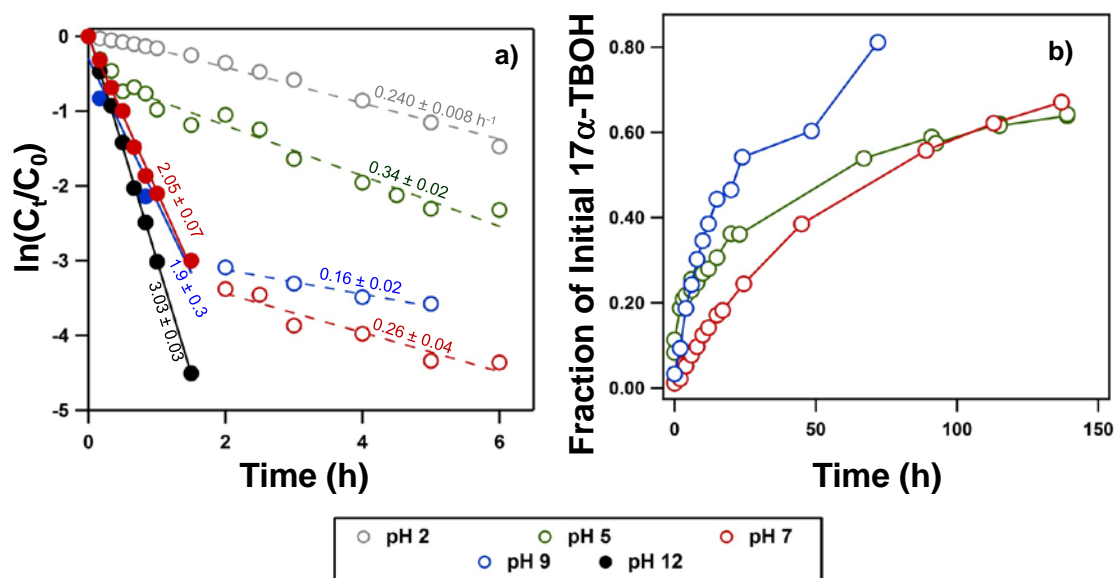 a)
ln(Cₜ/C₀)
0
-1
-2
-3
-4
-5
0.240 ± 0.008 h⁻¹
0.34 ± 0.02
2.05 ± 0.07
1.9 ± 0.3
3.03 ± 0.03
0.16 ± 0.02
0.26 ± 0.04
0 2 4 6
Time (h)
b)
Fraction of Initial 17α-TBOH
0.80
0.60
0.40
0.20
0.00
0 50 100 150
Time (h)
pH 2 pH 5 pH 7
pH 9 pH 12